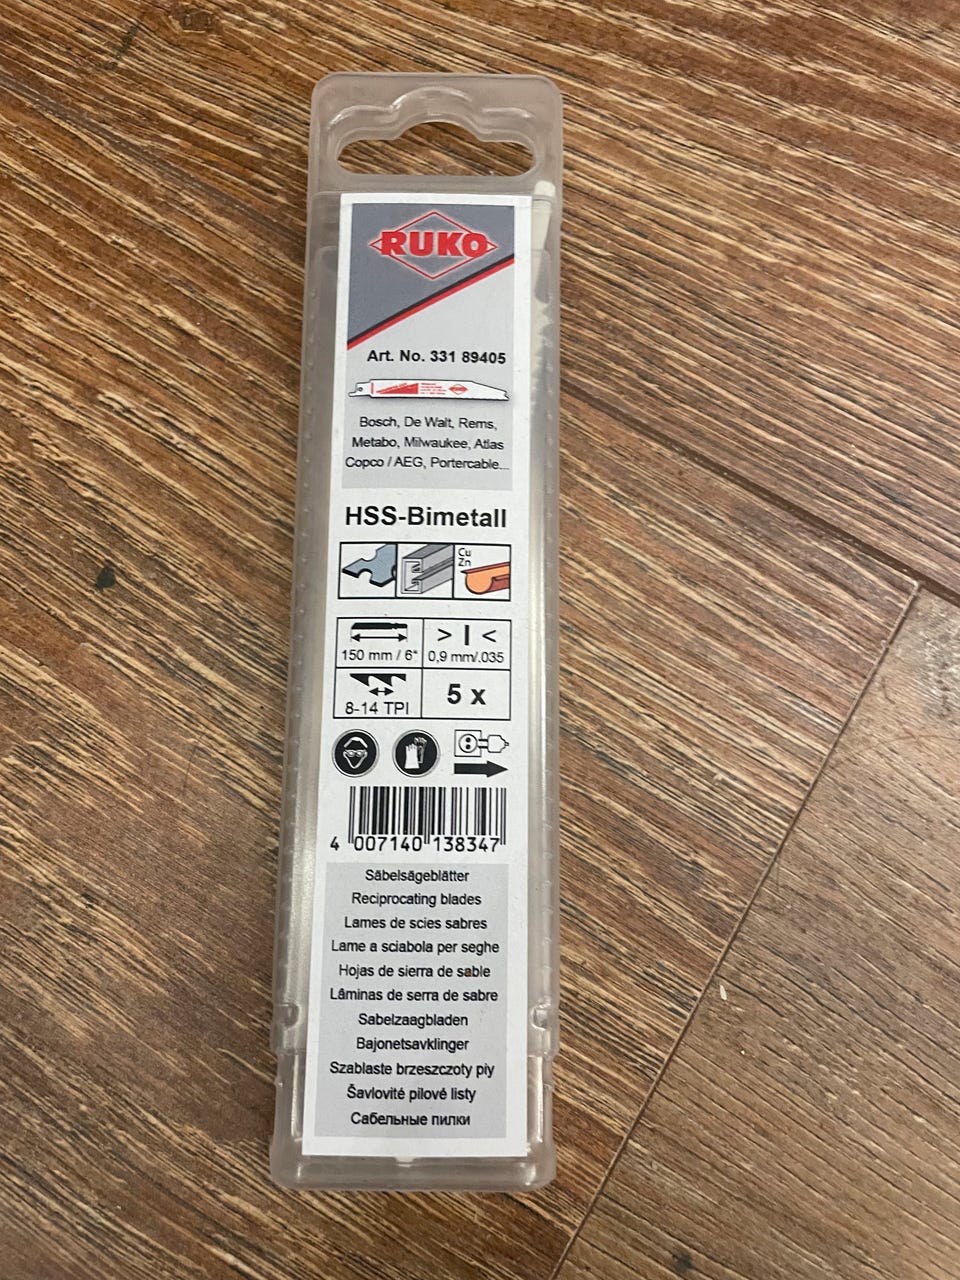 RUKO
Art. No. 331 89405
RUKO
Bosch, De Walt, Rems,
Metabo, Milwaukee, Atlas
Copco / AEG, Portercable...
HSS-Bimetall
Cu
Zn
> I <
150 mm / 6"
0,9 mm/.035
8-14 TPI
5 x
4 007140 138347
Säbelsägeblätter
Reciprocating blades
Lames de scies sabres
Lame a sciabola per seghe
Hojas de sierra de sable
Lâminas de serra de sabre
Sabelzaagbladen
Bajonetsavklinger
Szablaste brzeszczoty piy
Šavlovité pilové listy
Сабельные пилки